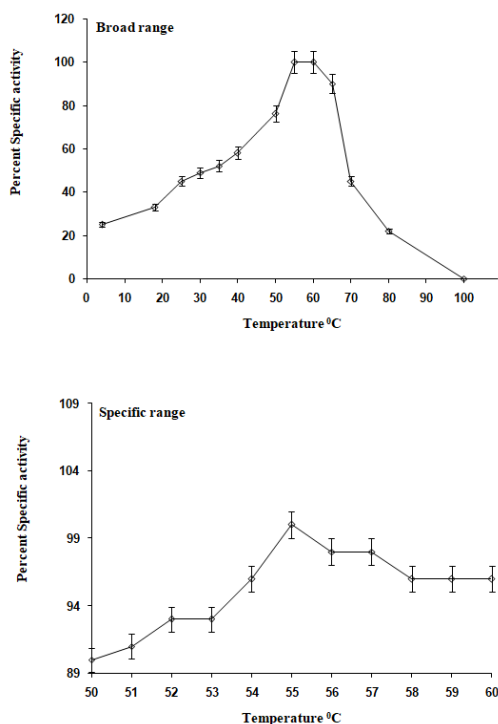 Broad range
Percent Specific activity
120
100
80
60
40
20
0
0 10 20 30 40 50 60 70 80 90 100
Temperature ⁰C
Specific range
Percent Specific activity
109
104
99
94
89
50 51 52 53 54 55 56 57 58 59 60
Temperature ⁰C